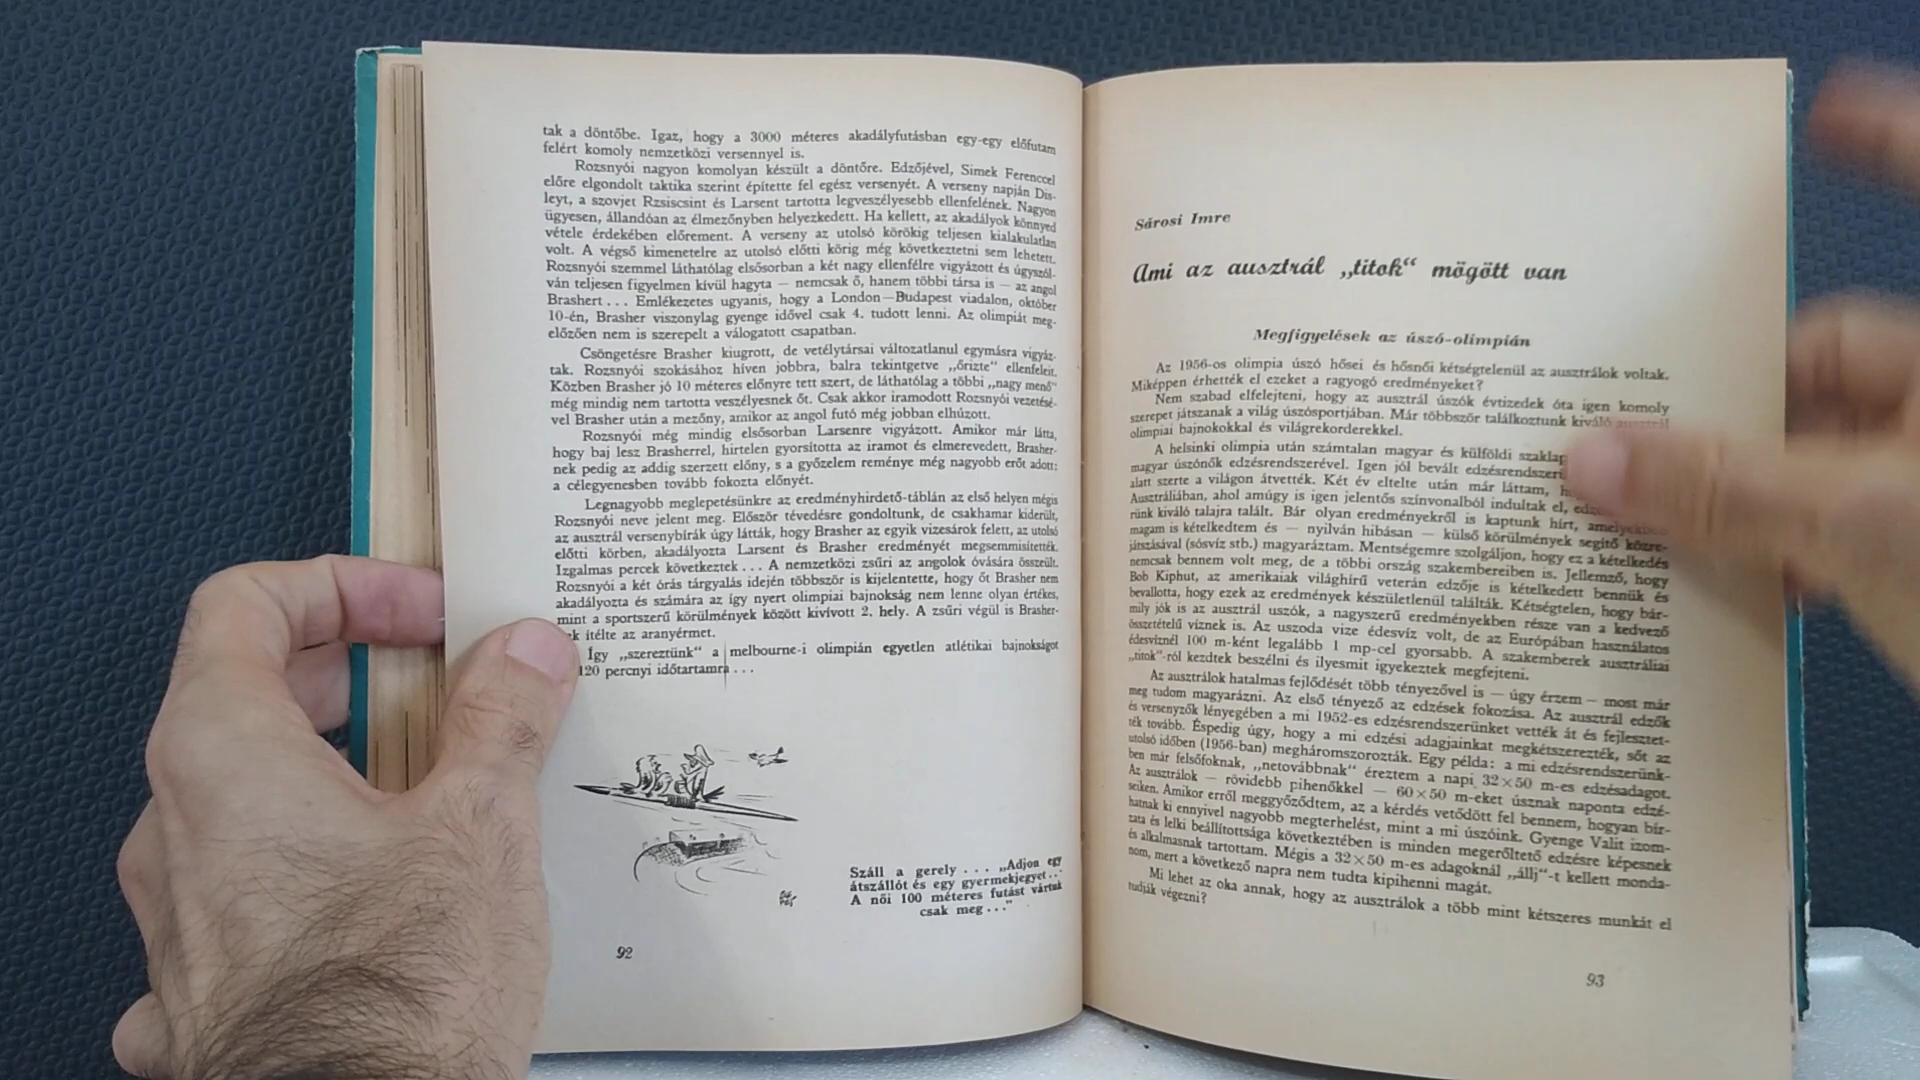 tak a döntőbe. Igaz, hogy a 3000 méteres akadályfutásban egy-egy előfutam
felért komoly nemzetközi versennyel is.
Rozsnyói nagyon komolyan készült a döntőre. Edzőjével, Simek Ferenccel
előre elgondolt taktika szerint építette fel egész versenyét. A verseny napján Dis-
leyt, a szovjet Rzsiscsint és Larsent tartotta legveszélyesebb ellenfelének. Nagyon
ügyesen, állandóan az élmezőnyben helyezkedett. Ha kellett, az akadályok könnyed
vétele érdekében előrement. A verseny az utolsó körökig teljesen kialakulatlan
volt. A végső kimenetelre az utolsó előtti körig még következtetni sem lehetett.
Rozsnyói szemmel láthatólag elsősorban a két nagy ellenfélre vigyázott és úgyszól-
ván teljesen figyelmen kívül hagyta — nemcsak ő, hanem többi társa is — az angol
Brashert... Emlékezetes ugyanis, hogy a London—Budapest viadalon, október
10-én, Brasher viszonylag gyenge idővel csak 4. tudott lenni. Az olimpiát meg-
előzően nem is szerepelt a válogatott csapatban.
Csöngetésre Brasher kiugrott, de vetélytársai változatlanul egymásra vigyáz-
tak. Rozsnyói szokásához híven jobbra, balra tekintgetve „őrizte" ellenfeleit.
Közben Brasher jó 10 méteres előnyre tett szert, de láthatólag a többi „nagy menő"
még mindig nem tartotta veszélyesnek őt. Csak akkor iramodott Rozsnyói vezetésé-
vel Brasher után a mezőny, amikor az angol futó még jobban elhúzott.
Rozsnyói még mindig elsősorban Larsenre vigyázott. Amikor már látta,
hogy baj lesz Brasherrel, hirtelen gyorsította az iramot és elmerevedett, Brasher-
nek pedig az addig szerzett előny, s a győzelem reménye még nagyobb erőt adott:
a célegyenesben tovább fokozta előnyét.
Legnagyobb meglepetésünkre az eredményhirdető-táblán az első helyen mégis
Rozsnyói neve jelent meg. Először tévedésre gondoltunk, de csakhamar kiderült,
az ausztrál versenybírák úgy látták, hogy Brasher az egyik vizesárok felett, az utolsó
előtti körben, akadályozta Larsent és Brasher eredményét megsemmisítették.
Izgalmas percek következtek... A nemzetközi zsűri az angolok óvására összeült.
Rozsnyói a két órás tárgyalás idején többször is kijelentette, hogy őt Brasher nem
akadályozta és számára az így nyert olimpiai bajnokság nem lenne olyan értékes,
mint a sportszerű körülmények között kivívott 2. hely. A zsűri végül is Brasher-
k ítélte az aranyérmet.
Így „szereztünk" a melbourne-i olimpián egyetlen atlétikai bajnokságot
120 percnyi időtartamra...
Száll a gerely ... „Adjon egy
átszállót és egy gyermekjegyet...
A női 100 méteres futást vártuk
csak meg..."
92
Sárosi Imre
Ami az ausztrál „titok" mögött van
Megfigyelések az úszó-olimpián
Az 1956-os olimpia úszó hősei és hősnői kétségtelenül az ausztrálok voltak.
Miképpen érhették el ezeket a ragyogó eredményeket?
Nem szabad elfelejteni, hogy az ausztrál úszók évtizedek óta igen komoly
szerepet játszanak a világ úszósportjában. Már többször találkoztunk kiváló ausztrál
olimpiai bajnokokkal és világrekorderekkel.
A helsinki olimpia után számtalan magyar és külföldi szaklap
magyar úszónők edzésrendszerével. Igen jól bevált edzésrendszer
alatt szerte a világon átvették. Két év eltelte után már láttam,
Ausztráliában, ahol amúgy is igen jelentős színvonalból indultak el,
rünk kiváló talajra talált. Bár olyan eredményekről is kaptunk hírt, amelyekben
magam is kételkedtem és — nyilván hibásan — külső körülmények segítő közre-
játszásával (sósvíz stb.) magyaráztam. Mentségemre szolgáljon, hogy ez a kételkedés
nemcsak bennem volt meg, de a többi ország szakembereiben is. Jellemző, hogy
Bob Kiphut, az amerikaiak világhírű veterán edzője is kételkedett bennük és
bevallotta, hogy ezek az eredmények készületlenül találták. Kétségtelen, hogy bár-
mily jók is az ausztrál uszók, a nagyszerű eredményekben része van a kedvező
összetételű víznek is. Az uszoda vize édesvíz volt, de az Európában használatos
édesvíznél 100 m-ként legalább 1 mp-cel gyorsabb. A szakemberek ausztráliai
„titok"-ról kezdtek beszélni és ilyesmit igyekeztek megfejteni.
Az ausztrálok hatalmas fejlődését több tényezővel is — úgy érzem — most már
meg tudom magyarázni. Az első tényező az edzések fokozása. Az ausztrál edzők
és versenyzők lényegében a mi 1952-es edzésrendszerünket vették át és fejlesztet-
ték tovább. Éspedig úgy, hogy a mi edzési adagjainkat megkétszerezték, sőt az
utolsó időben (1956-ban) megháromszorozták. Egy példa: a mi edzésrendszerünk-
ben már felsőfoknak, „netovábbnak" éreztem a napi 32×50 m-es edzésadagot.
Az ausztrálok — rövidebb pihenőkkel — 60×50 m-eket úsznak naponta edzé-
seiken. Amikor erről meggyőződtem, az a kérdés vetődött fel bennem, hogyan bír-
hatnak ki ennyivel nagyobb megterhelést, mint a mi úszóink. Gyenge Valit izom-
zata és lelki beállítottsága következtében is minden megerőltető edzésre képesnek
és alkalmasnak tartottam. Mégis a 32×50 m-es adagoknál „állj"-t kellett monda-
nom, mert a következő napra nem tudta kipihenni magát.
Mi lehet az oka annak, hogy az ausztrálok a több mint kétszeres munkát el
tudják végezni?
93